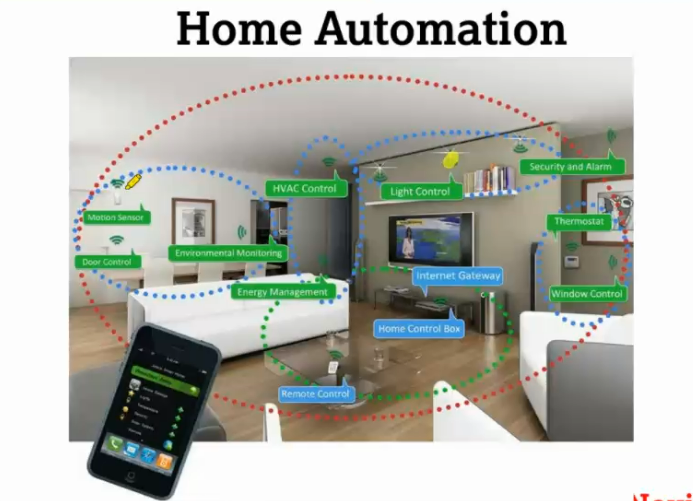 Home Automation
Security and Alarm
HVAC Control
Light Control
Motion Sensor
Thermostat
Environmental Monitoring
Door Control
Internet Gateway
Energy Management
Window Control
Home Control Box
Remote Control